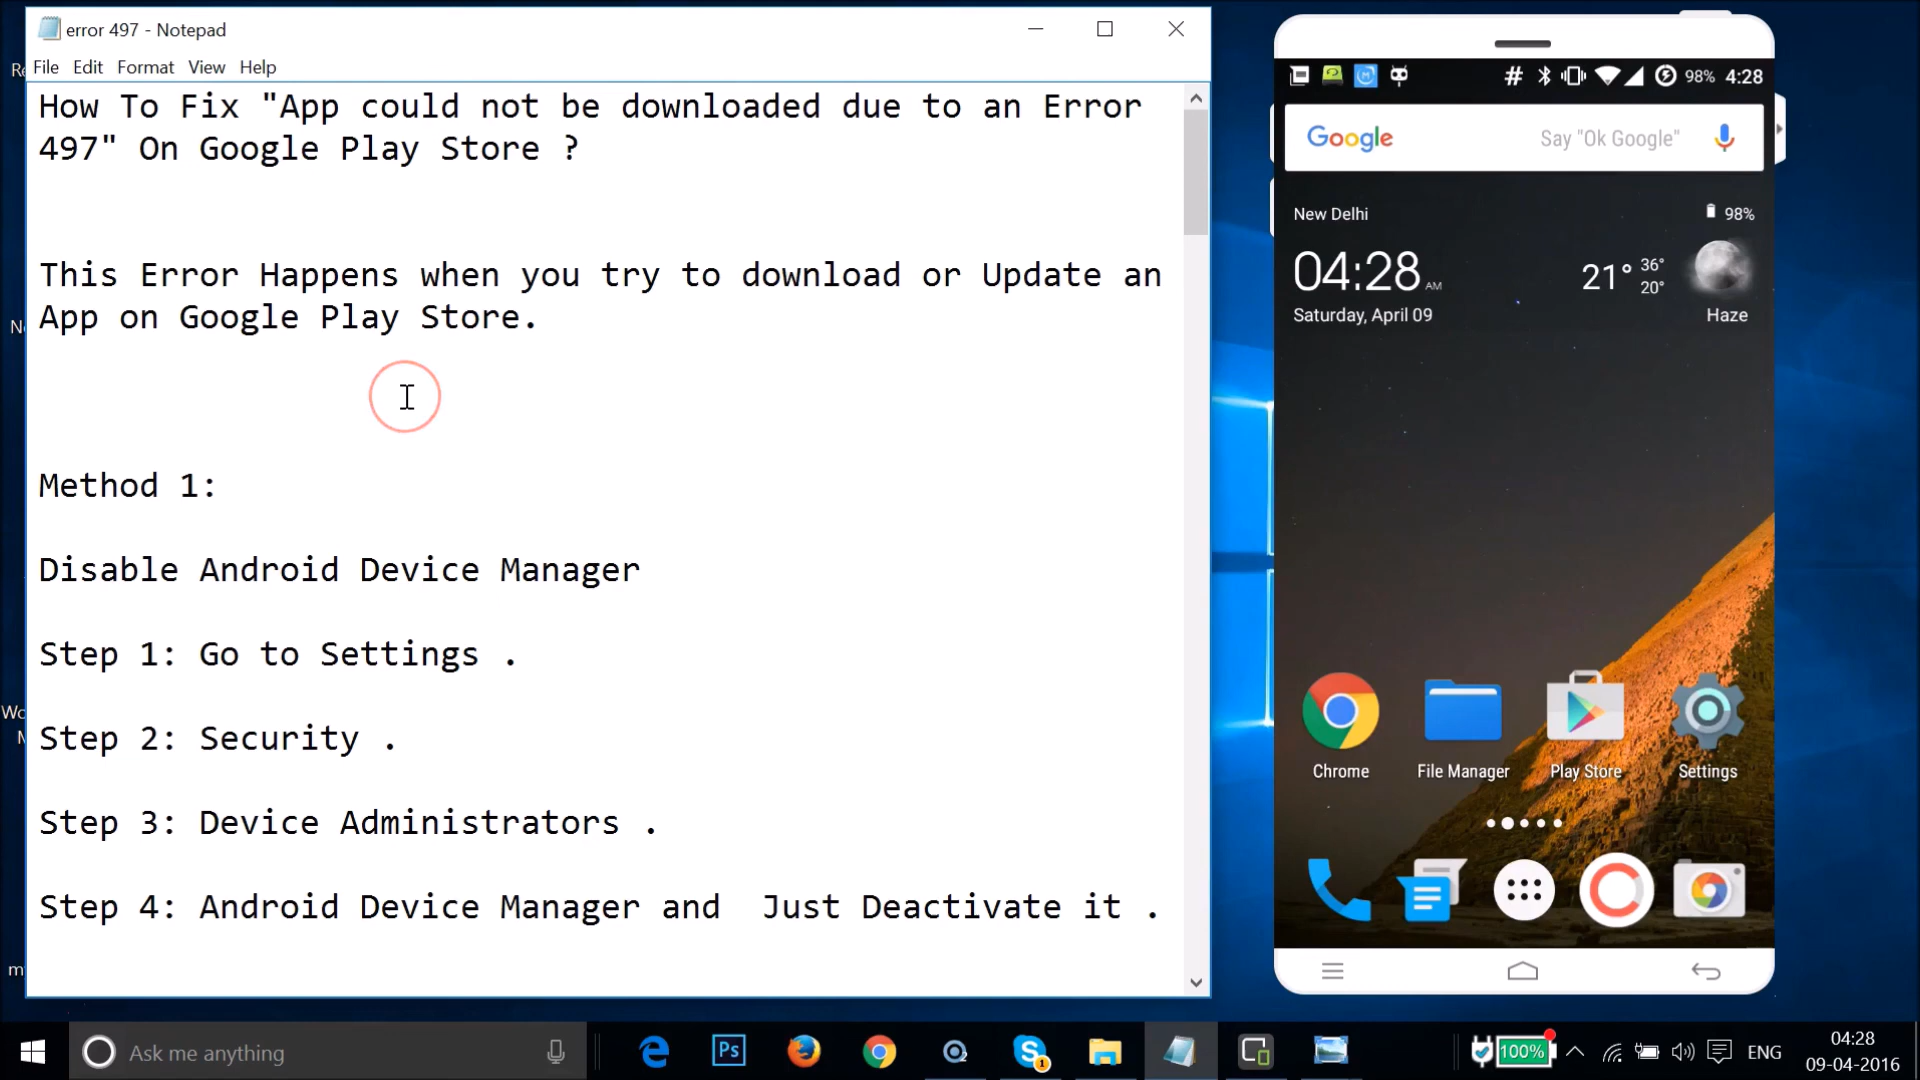 error 497 - Notepad
File Edit Format View Help
How To Fix "App could not be downloaded due to an Error
497" On Google Play Store ?
This Error Happens when you try to download or Update an
App on Google Play Store.
Method 1:
Disable Android Device Manager
Step 1: Go to Settings .
Step 2: Security .
Step 3: Device Administrators .
Step 4: Android Device Manager and  Just Deactivate it .
98% 4:28
Google Say "Ok Google"
New Delhi 98%
04:28 AM 21° 36° 20°
Saturday, April 09 Haze
Chrome File Manager Play Store Settings
Ask me anything
Ps
100% ENG 04:28
09-04-2016